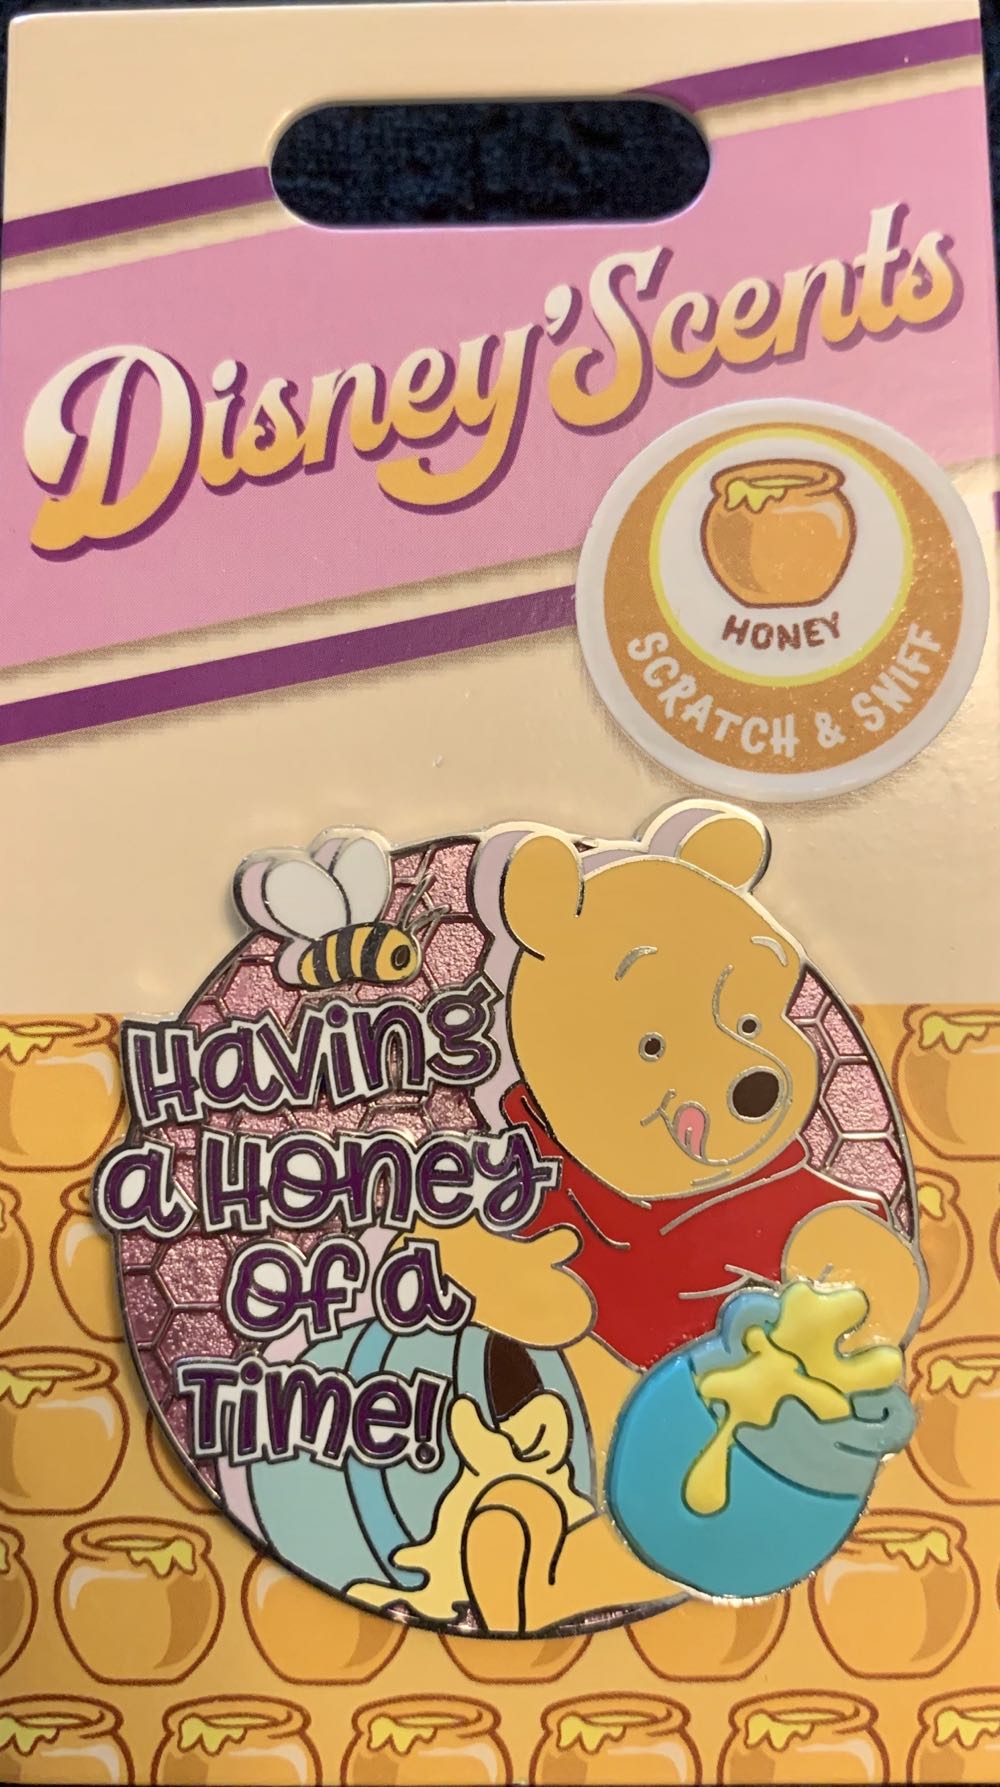 Disney'Scents
HONEY
SCRATCH & SNIFF
Having
a Honey
of a
Time!